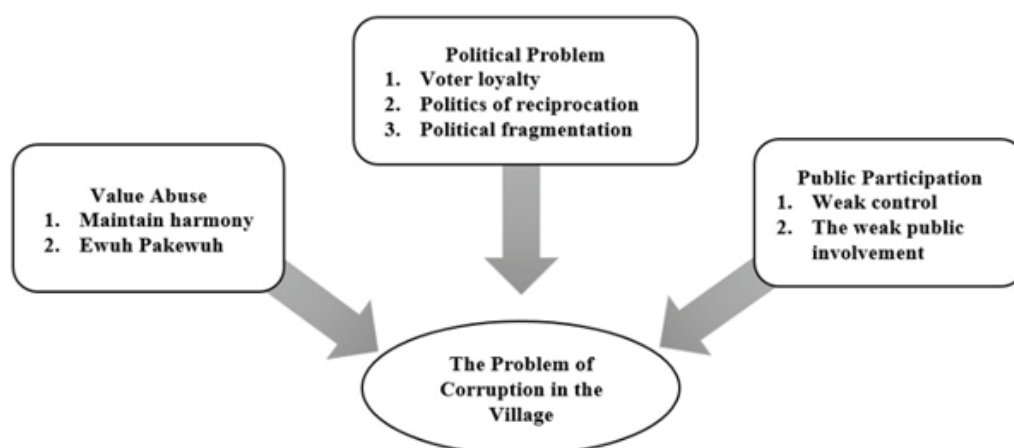 Political Problem
1. Voter loyalty
2. Politics of reciprocation
3. Political fragmentation
Value Abuse
1. Maintain harmony
2. Ewuh Pakewuh
Public Participation
1. Weak control
2. The weak public
involvement
The Problem of
Corruption in the
Village